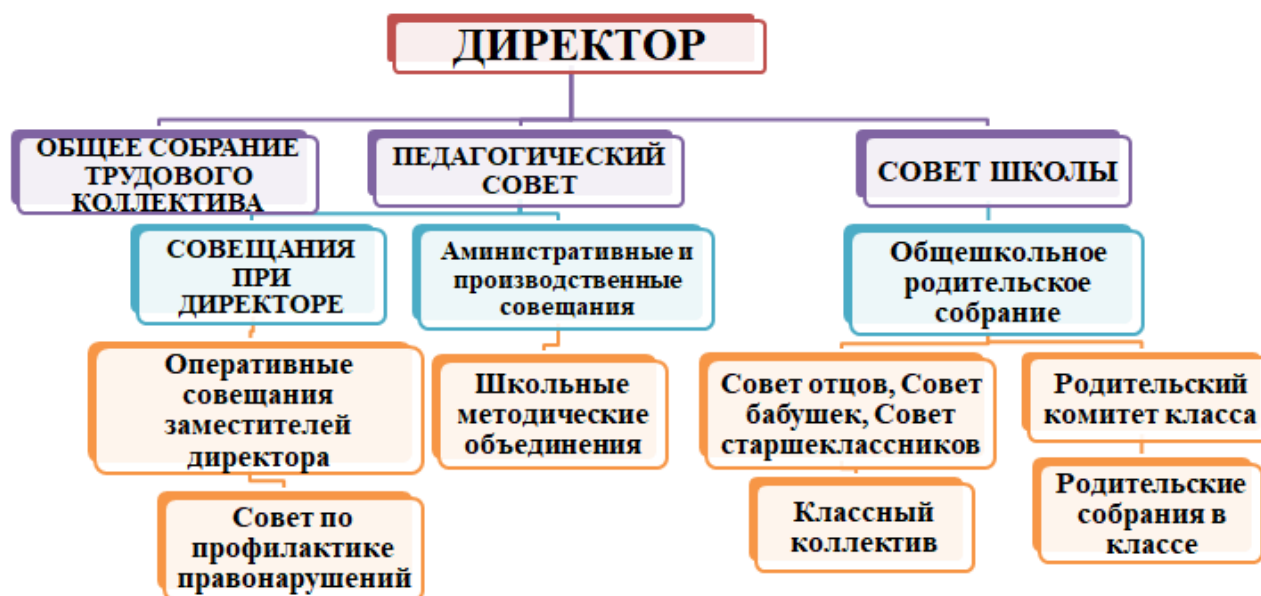 ДИРЕКТОР
ОБЩЕЕ СОБРАНИЕ
ТРУДОВОГО
КОЛЛЕКТИВА
ПЕДАГОГИЧЕСКИЙ
СОВЕТ
СОВЕТ ШКОЛЫ
СОВЕЩАНИЯ
ПРИ
ДИРЕКТОРЕ
Аминистративные и
производственные
совещания
Общешкольное
родительское
собрание
Оперативные
совещания
заместителей
директора
Школьные
методические
объединения
Совет отцов, Совет
бабушек, Совет
старшеклассников
Родительский
комитет класса
Совет по
профилактике
правонарушений
Классный
коллектив
Родительские
собрания в
классе